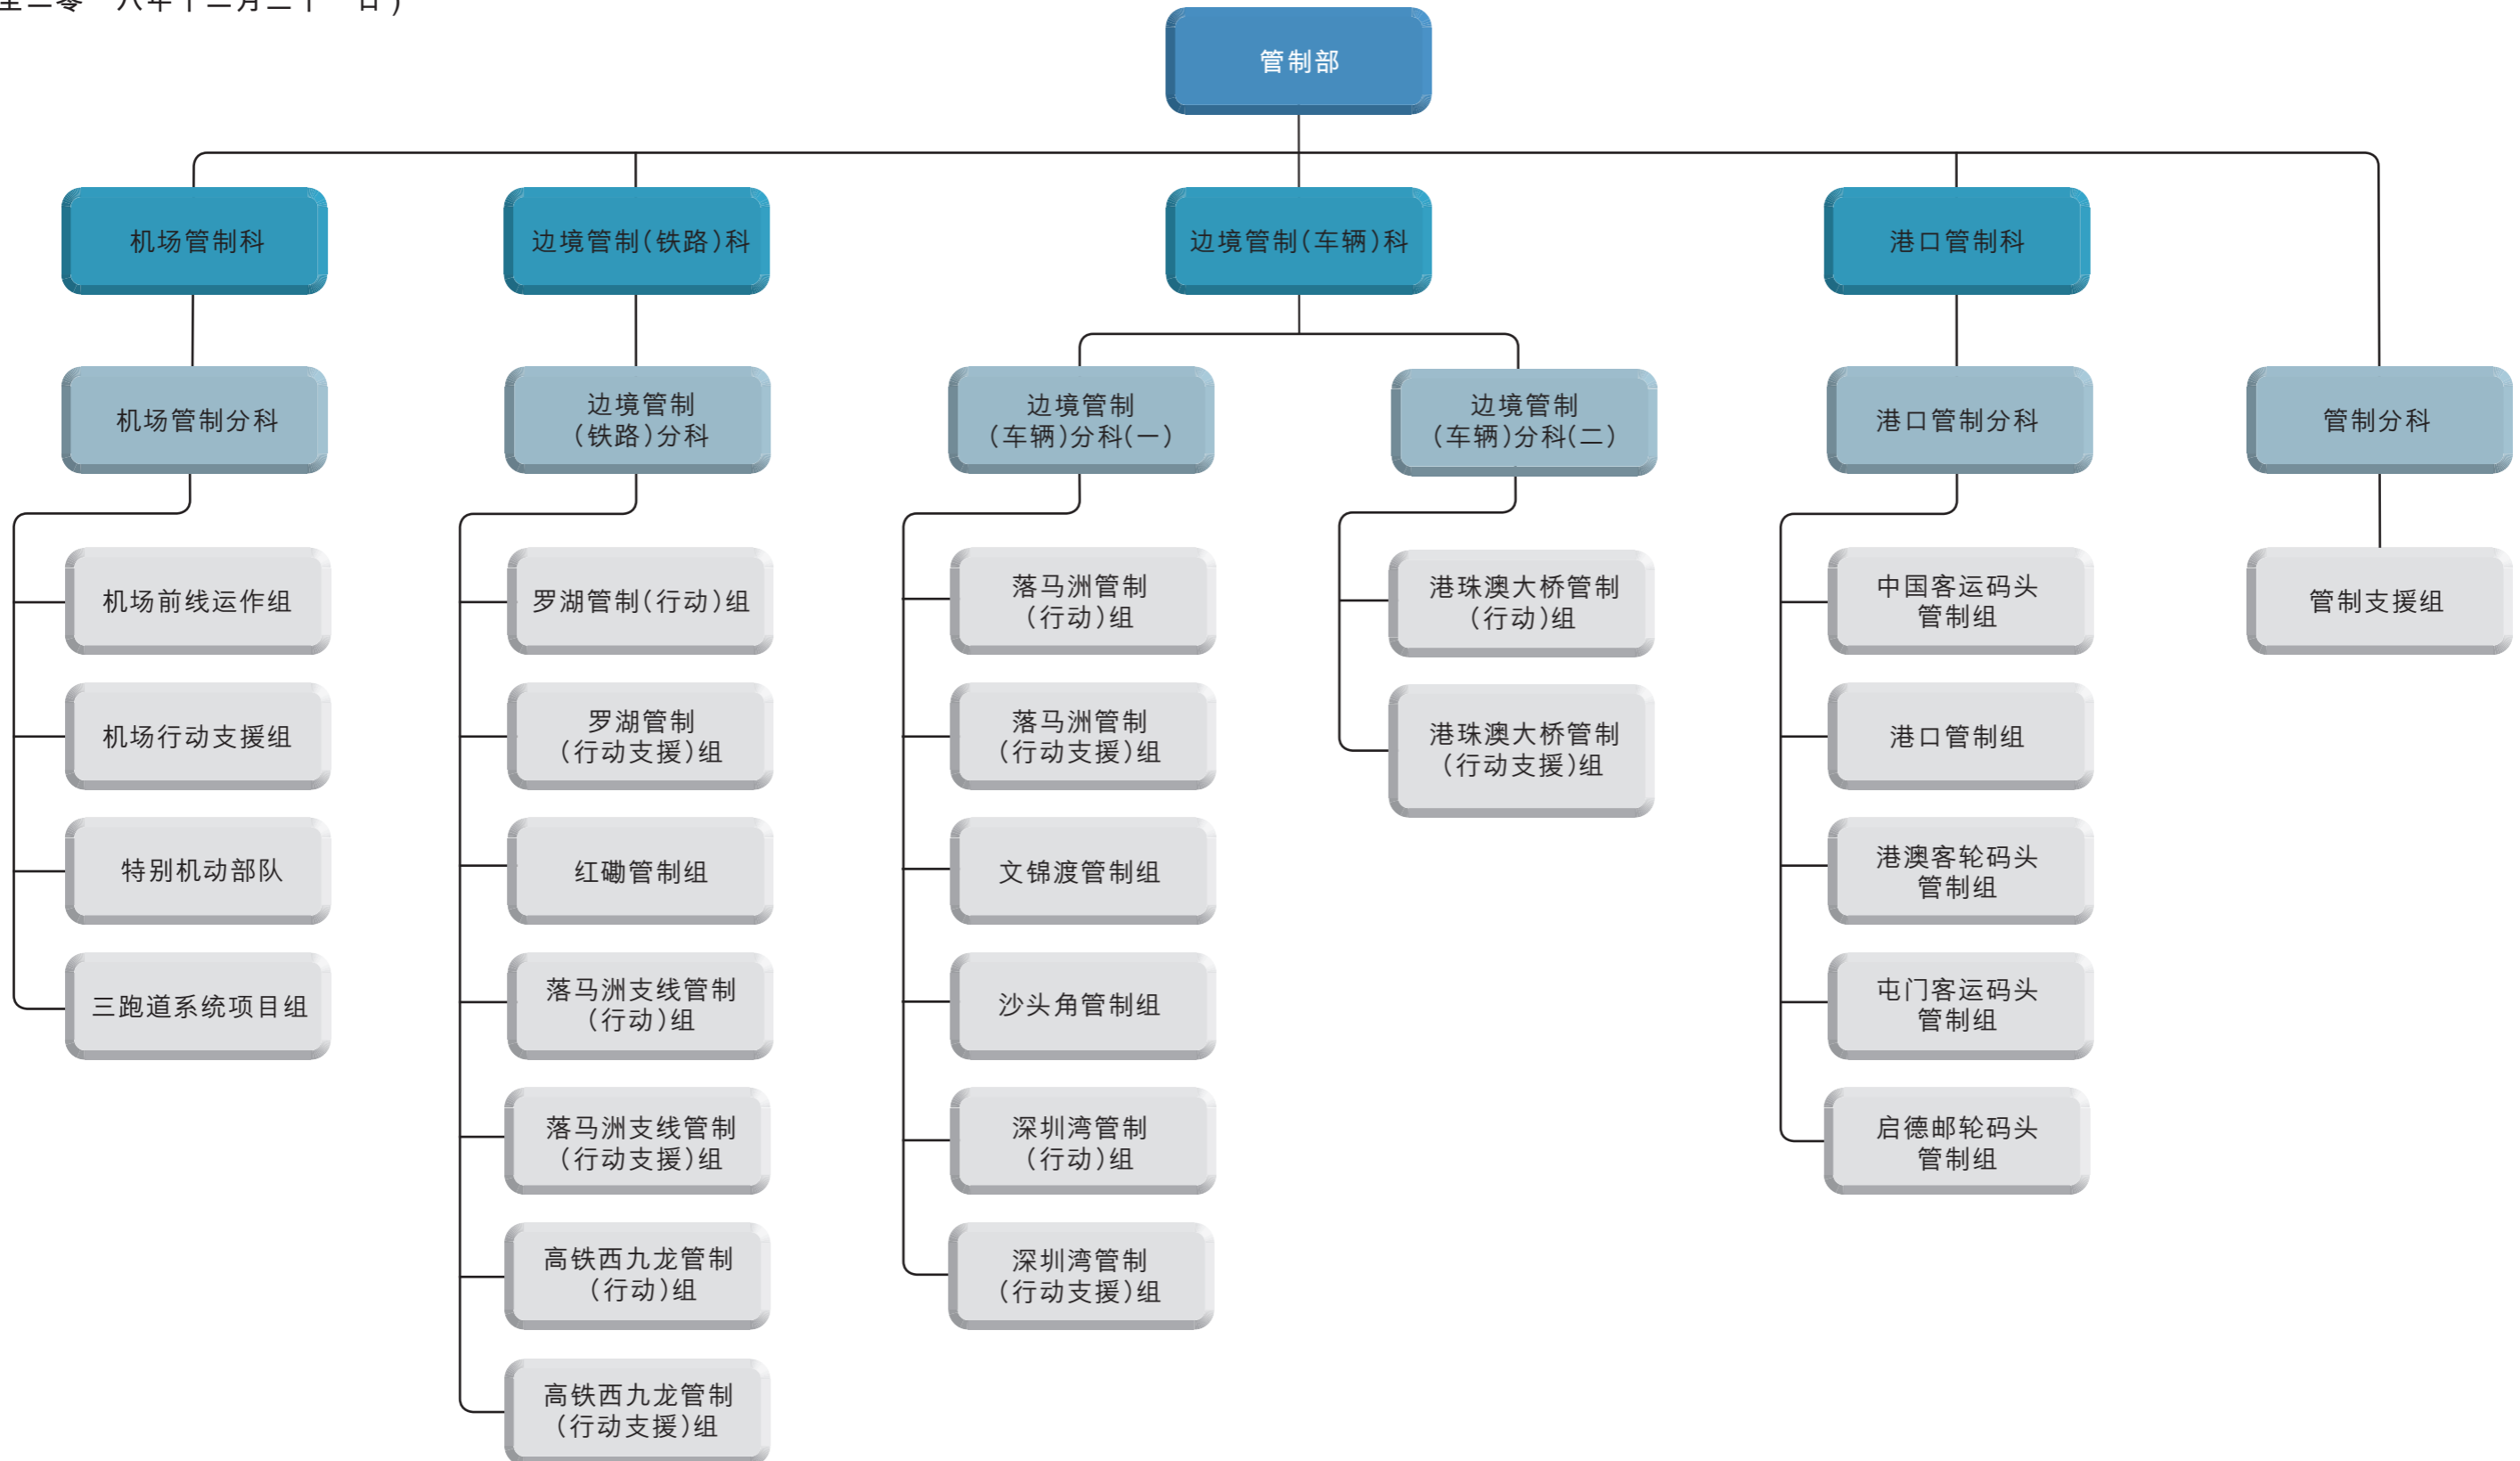 管制部
机场管制科
边境管制(铁路)科
边境管制(车辆)科
港口管制科
机场管制分科
边境管制
(铁路)分科
边境管制
(车辆)分科(一)
边境管制
(车辆)分科(二)
港口管制分科
管制分科
机场前线运作组
机场行动支援组
特别机动部队
三跑道系统项目组
罗湖管制(行动)组
罗湖管制
(行动支援)组
红磡管制组
落马洲支线管制
(行动)组
落马洲支线管制
(行动支援)组
高铁西九龙管制
(行动)组
高铁西九龙管制
(行动支援)组
落马洲管制
(行动)组
落马洲管制
(行动支援)组
文锦渡管制组
沙头角管制组
深圳湾管制
(行动)组
深圳湾管制
(行动支援)组
港珠澳大桥管制
(行动)组
港珠澳大桥管制
(行动支援)组
中国客运码头
管制组
港口管制组
港澳客轮码头
管制组
屯门客运码头
管制组
启德邮轮码头
管制组
管制支援组